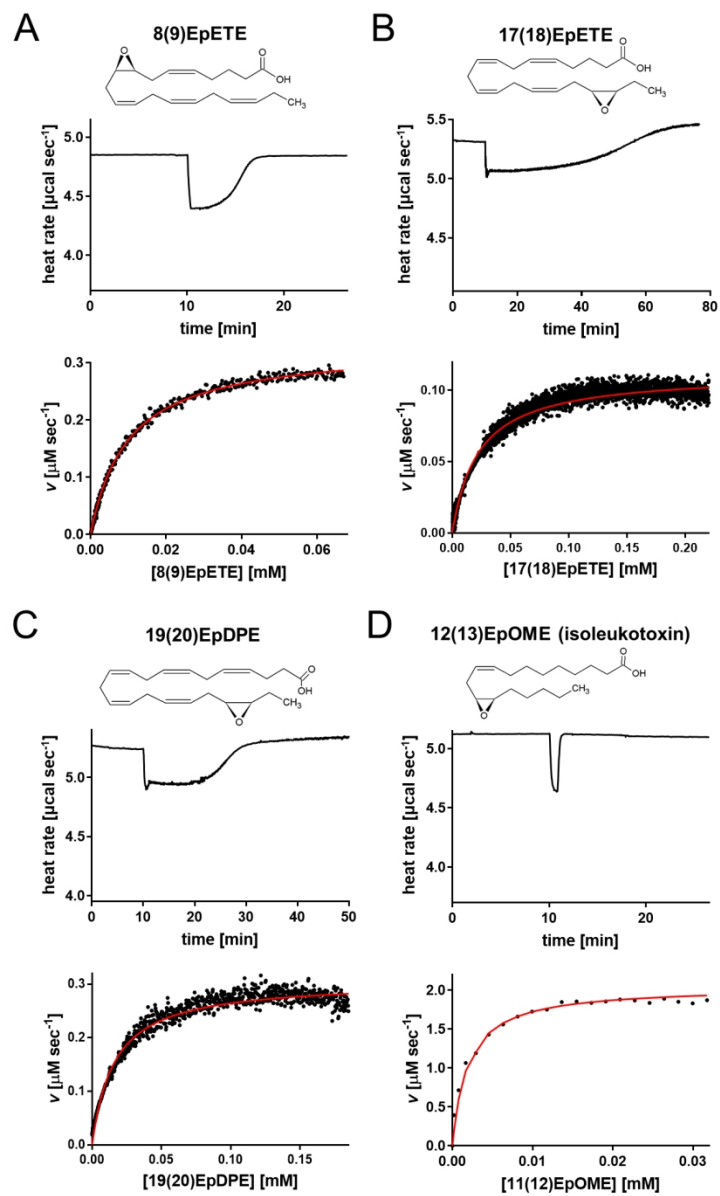 A
8(9)EpETE
O
O
OH
CH3
heat rate [µcal sec-1]
5.0
4.5
4.0
0
10
20
time [min]
v [µM sec-1]
0.3
0.2
0.1
0.0
0.00
0.02
0.04
0.06
[8(9)EpETE] [mM]
B
17(18)EpETE
O
OH
CH3
O
heat rate [µcal sec-1]
5.5
5.0
4.5
0
20
40
60
80
time [min]
v [µM sec-1]
0.10
0.05
0.00
0.00
0.05
0.10
0.15
0.20
[17(18)EpETE] [mM]
C
19(20)EpDPE
O
OH
CH3
O
heat rate [µcal sec-1]
5.0
4.5
4.0
0
10
20
30
40
50
time [min]
v [µM sec-1]
0.3
0.2
0.1
0.0
0.00
0.05
0.10
0.15
[19(20)EpDPE] [mM]
D
12(13)EpOME (isoleukotoxin)
O
OH
CH3
O
heat rate [µcal sec-1]
5.0
4.5
4.0
0
10
20
time [min]
v [µM sec-1]
2.0
1.5
1.0
0.5
0.0
0.00
0.01
0.02
0.03
[11(12)EpOME] [mM]